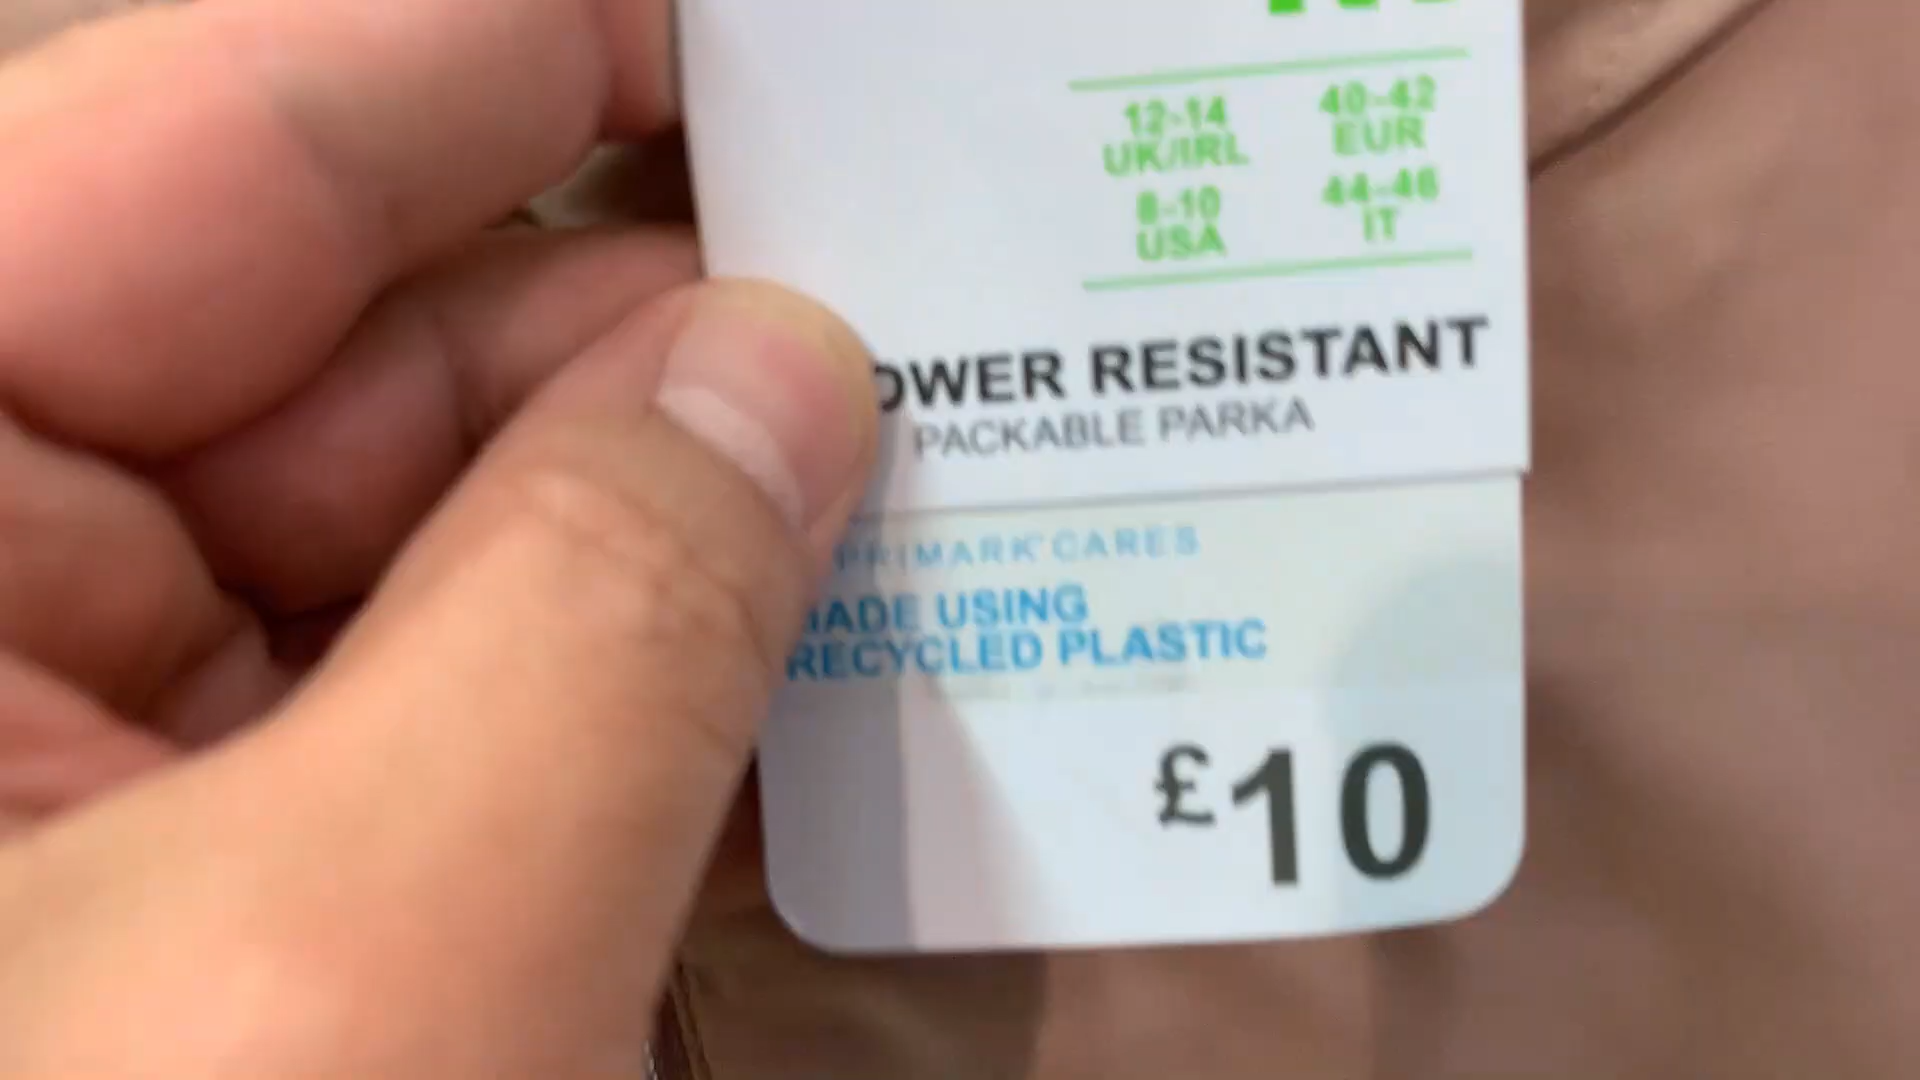 12-14
UK/IRL
40-42
EUR
8-10
USA
44-46
IT
OWER RESISTANT
PACKABLE PARKA
PRIMARK CARES
MADE USING
RECYCLED PLASTIC
£10